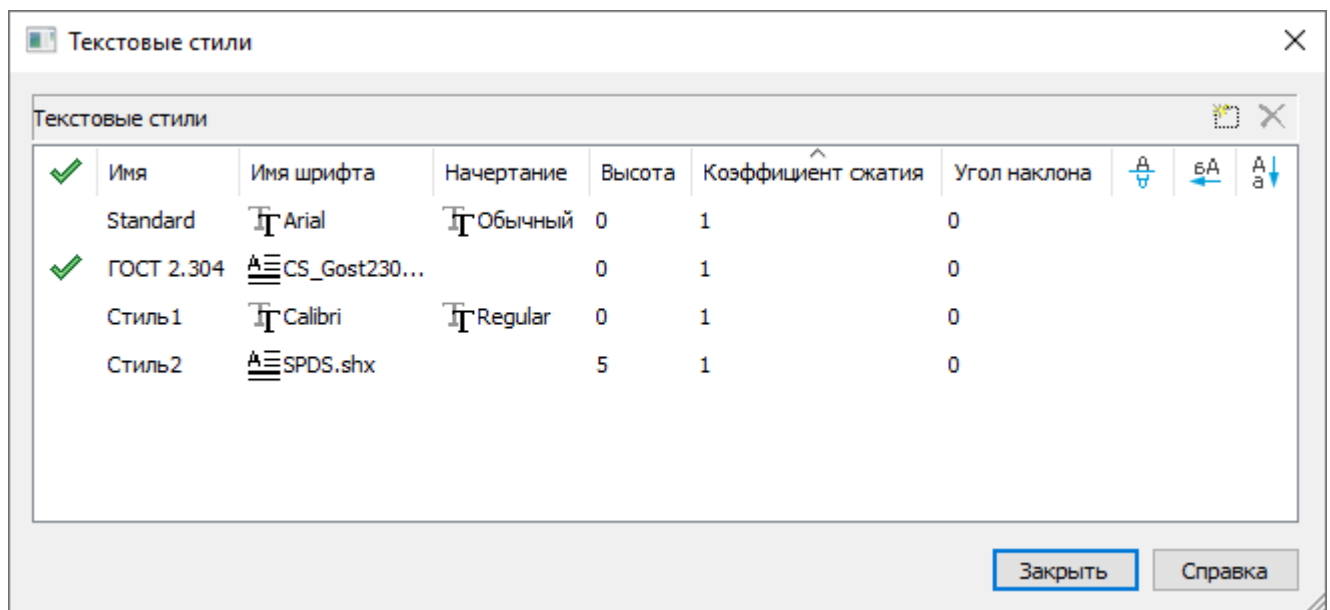 Текстовые стили
Текстовые стили
Имя Имя шрифта Начертание Высота Коэффициент сжатия Угол наклона
Standard Arial Обычный 0 1 0
ГОСТ 2.304 CS_Gost230... 0 1 0
Стиль1 Calibri Regular 0 1 0
Стиль2 SPDS.shx 5 1 0
Закрыть Справка